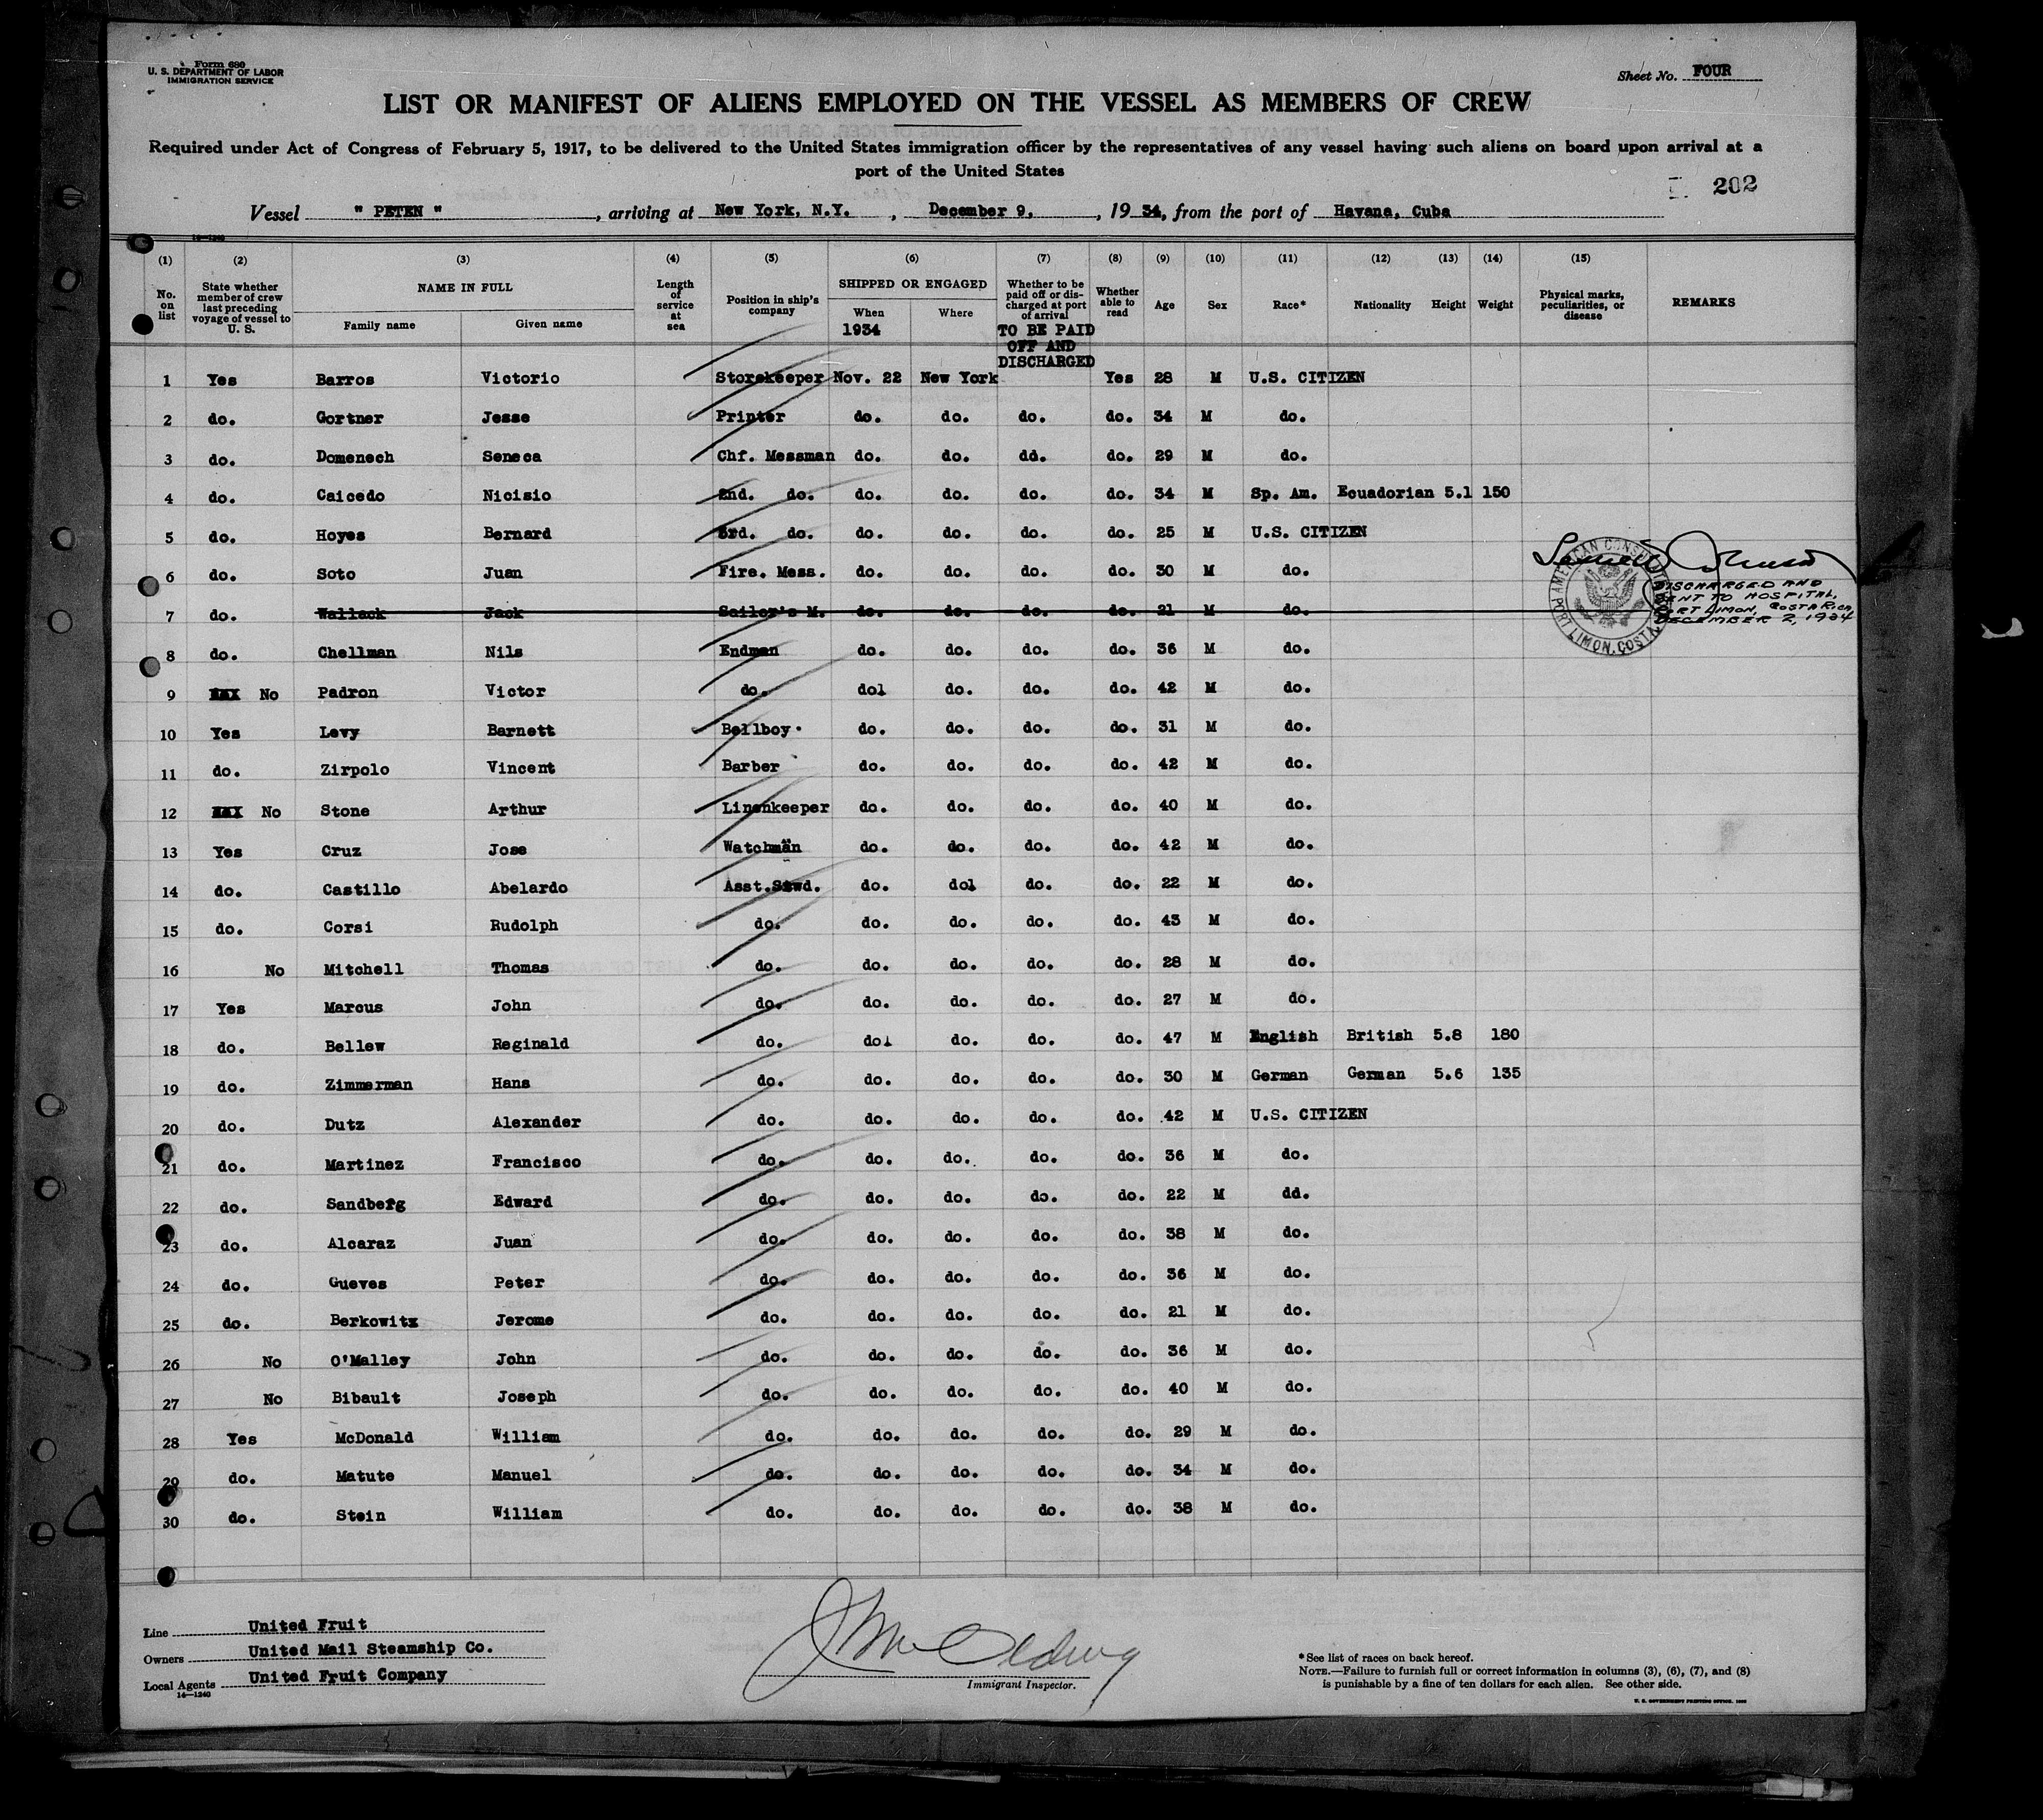 Form 680
U. S. DEPARTMENT OF LABOR
IMMIGRATION SERVICE
Sheet No. FOUR
LIST OR MANIFEST OF ALIENS EMPLOYED ON THE VESSEL AS MEMBERS OF CREW
Required under Act of Congress of February 5, 1917, to be delivered to the United States immigration officer by the representatives of any vessel having such aliens on board upon arrival at a
port of the United States
202
Vessel " PETEN ", arriving at New York, N.Y., December 9, 1934, from the port of Havana, Cuba
14—1240
(1) (2) (3) (4) (5) (6) (7) (8) (9) (10) (11) (12) (13) (14) (15)
No. on list
State whether member of crew last preceding voyage of vessel to U. S.
NAME IN FULL
Family name Given name
Length of service at sea
Position in ship's company
SHIPPED OR ENGAGED
When Where
1934
Whether to be paid off or discharged at port of arrival
TO BE PAID OFF AND DISCHARGED
Whether able to read
Age Sex Race* Nationality Height Weight
Physical marks, peculiarities, or disease
REMARKS
1 Yes Barros Victorio Storekeeper Nov. 22 New York Yes 28 M U.S. CITIZEN
2 do. Gortner Jesse Printer do. do. do. do. 34 M do.
3 do. Domenech Seneca Chf. Messman do. do. dd. do. 29 M do.
4 do. Caicedo Nicisio 2nd. do. do. do. do. do. 34 M Sp. Am. Ecuadorian 5.1 150
5 do. Hoyes Bernard 3rd. do. do. do. do. do. 25 M U.S. CITIZEN
6 do. Soto Juan Fire. Mess. do. do. do. do. 30 M do.
7 do. Wallack Jack Sailor's M. do. do. do. do. 21 M do.
AMERICAN CONSULATE
PORT LIMON, COSTA RICA
DISCHARGED AND
SENT TO HOSPITAL,
PORT LIMON, COSTA RICA,
DECEMBER 2, 1934
8 do. Chellman Nils Endman do. do. do. do. 36 M do.
9 No Padron Victor do. dol do. do. do. 42 M do.
10 Yes Levy Barnett Bellboy. do. do. do. do. 31 M do.
11 do. Zirpolo Vincent Barber do. do. do. do. 42 M do.
12 No Stone Arthur Linenkeeper do. do. do. do. 40 M do.
13 Yes Cruz Jose Watchman do. do. do. do. 42 M do.
14 do. Castillo Abelardo Asst.Stwd. do. dol do. do. 22 M do.
15 do. Corsi Rudolph do. do. do. do. do. 43 M do.
16 No Mitchell Thomas do. do. do. do. do. 28 M do.
17 Yes Marcus John do. do. do. do. do. 27 M do.
18 do. Bellew Reginald do. dol do. do. do. 47 M English British 5.8 180
19 do. Zimmerman Hans do. do. do. do. do. 30 M German German 5.6 135
20 do. Dutz Alexander do. do. do. do. do. 42 M U.S. CITIZEN
21 do. Martinez Francisco do. do. do. do. do. 36 M do.
22 do. Sandberg Edward do. do. do. do. do. 22 M dd.
23 do. Alcaraz Juan do. do. do. do. do. 38 M do.
24 do. Gueves Peter do. do. do. do. do. 36 M do.
25 do. Berkowitz Jerome do. do. do. do. do. 21 M do.
26 No O'Malley John do. do. do. do. do. 36 M do.
27 No Bibault Joseph do. do. do. do. do. 40 M do.
28 Yes McDonald William do. do. do. do. do. 29 M do.
29 do. Matute Manuel do. do. do. do. do. 34 M do.
30 do. Stein William do. do. do. do. do. 38 M do.
Line United Fruit
Owners United Mail Steamship Co.
Local Agents United Fruit Company
14—1240
Immigrant Inspector.
*See list of races on back hereof.
NOTE.—Failure to furnish full or correct information in columns (3), (6), (7), and (8)
is punishable by a fine of ten dollars for each alien. See other side.
U. S. GOVERNMENT PRINTING OFFICE.